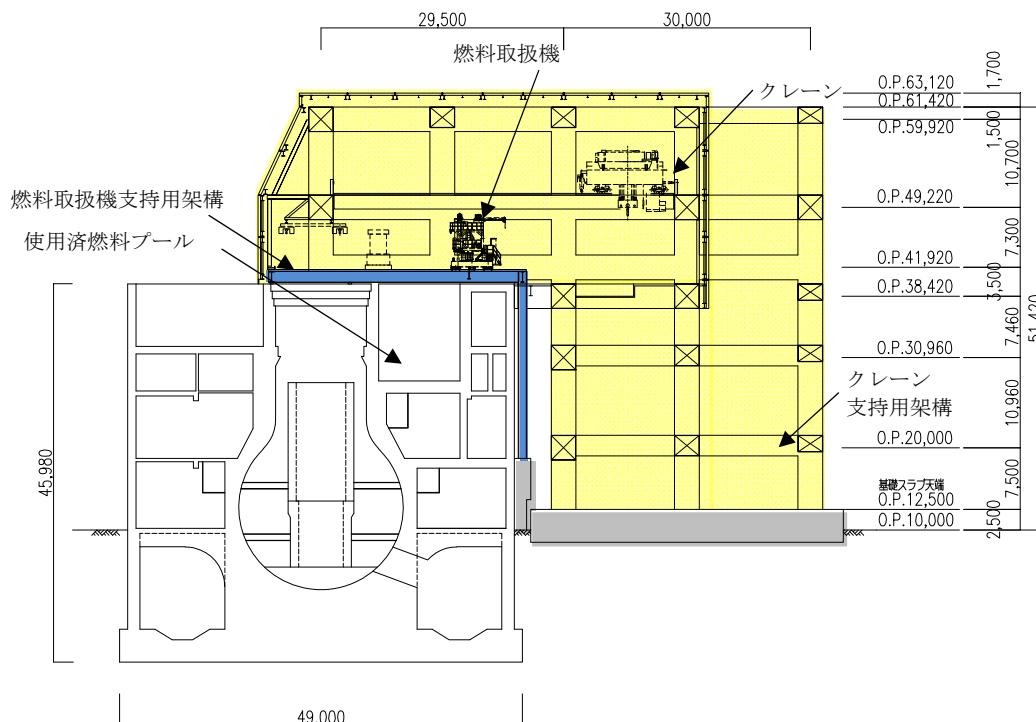 29,500
30,000
燃料取扱機
クレーン
O.P.63,120
1,700
O.P.61,420
O.P.59,920
1,500
10,700
燃料取扱機支持用架構
O.P.49,220
使用済燃料プール
7,300
O.P.41,920
3,500
O.P.38,420
51,420
7,460
O.P.30,960
クレーン
支持用架構
10,960
O.P.20,000
45,980
7,500
基礎スラブ天端
O.P.12,500
O.P.10,000
2,500
49,000